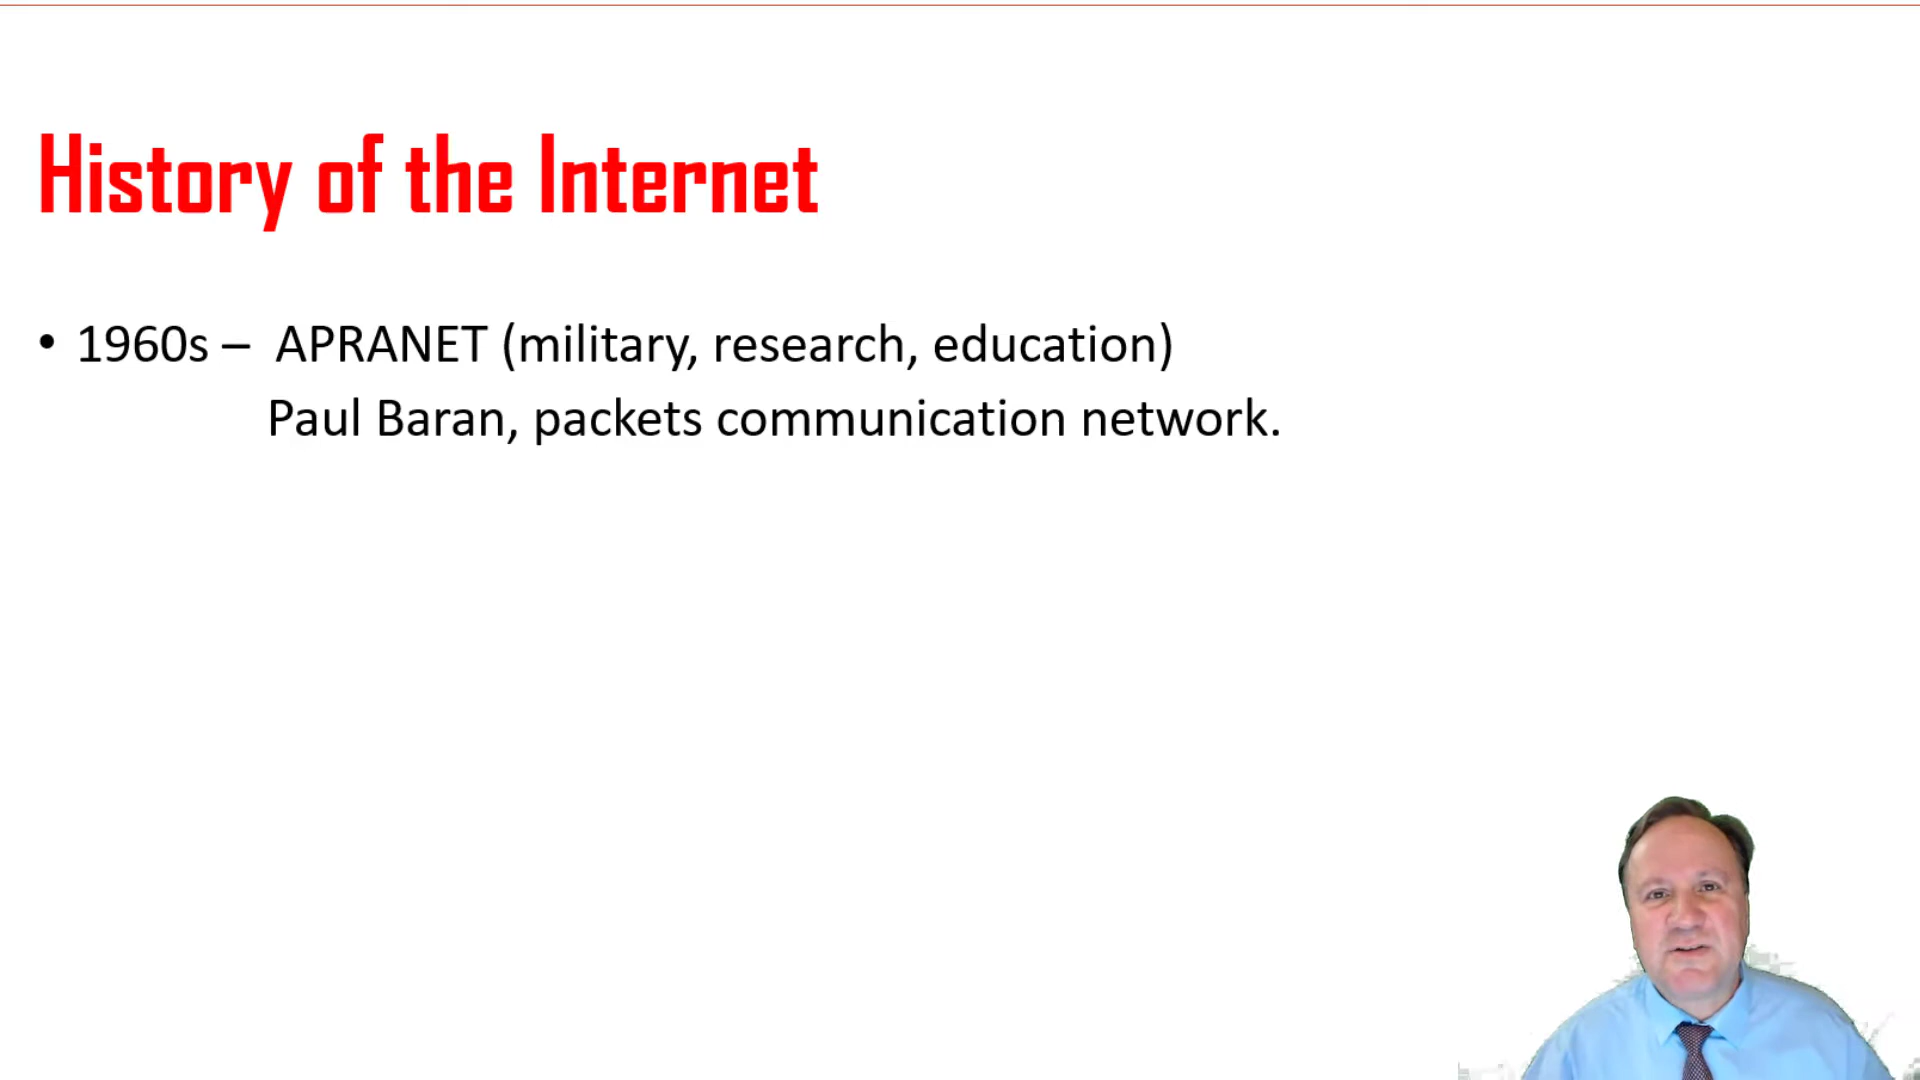 History of the Internet
• 1960s – APRANET (military, research, education)
Paul Baran, packets communication network.